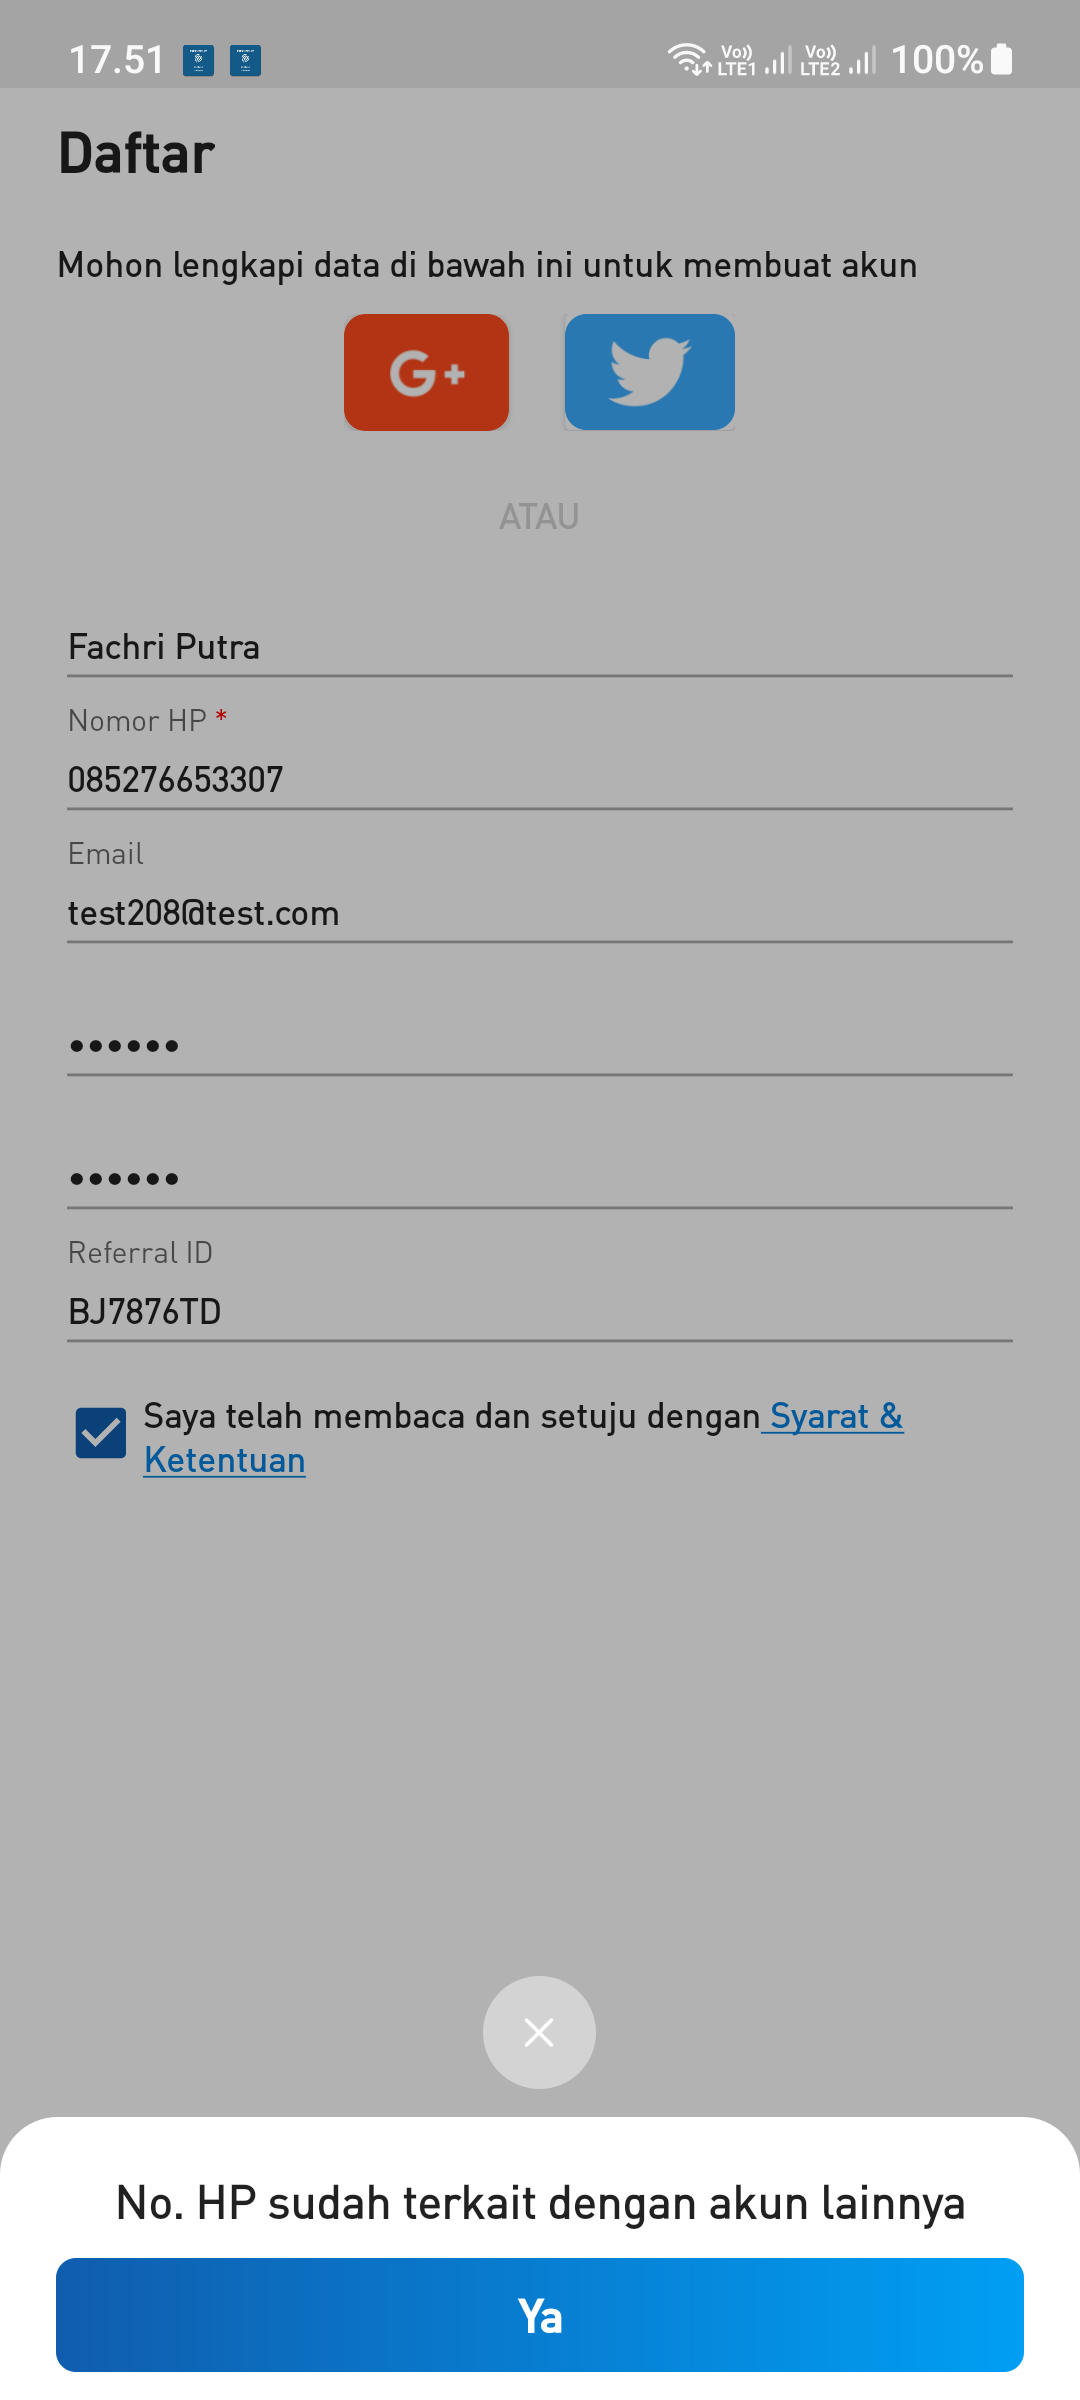 17.51 Vo)) LTE1 Vo)) LTE2 100%
Daftar
Mohon lengkapi data di bawah ini untuk membuat akun
G+
ATAU
Fachri Putra
Nomor HP *
085276653307
Email
test208@test.com
••••••
••••••
Referral ID
BJ7876TD
Saya telah membaca dan setuju dengan Syarat &
Ketentuan
No. HP sudah terkait dengan akun lainnya
Ya